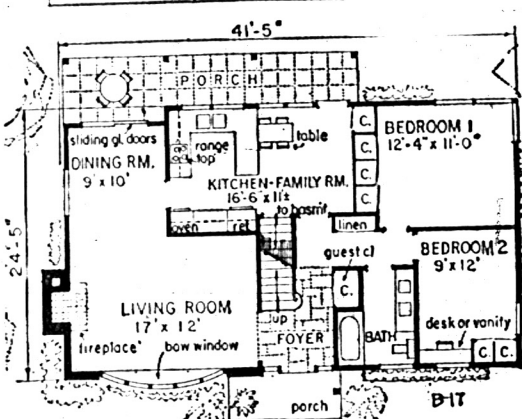 41'-5"
PORCH
sliding gl. doors
DINING RM.
9' x 10'
range
top
table
KITCHEN-FAMILY RM.
16'-6" x 11'±
to basm't
oven
ref.
C.
C.
C.
C.
BEDROOM 1
12'-4" x 11'-0"
linen
guest cl.
C.
BEDROOM 2
9' x 12'
desk or vanity
C. C.
24'-5"
LIVING ROOM
17' x 12'
fireplace
bow window
up
FOYER
BATH
porch
B17